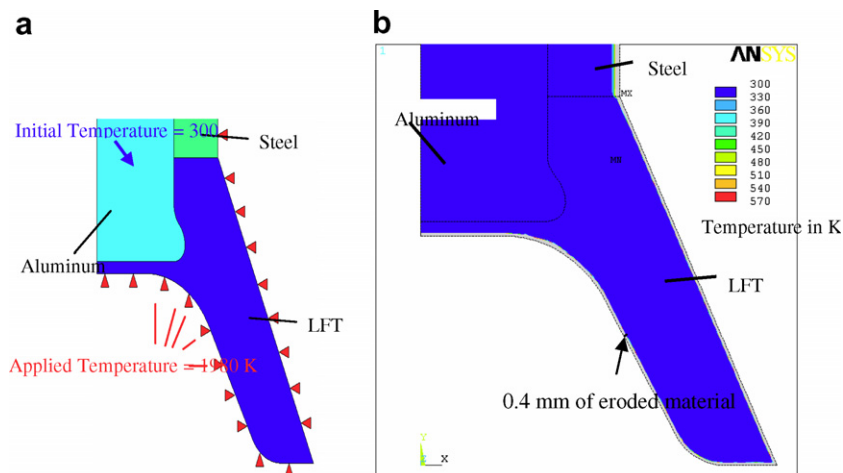 a
Initial Temperature = 300
Steel
Aluminum
LFT
Applied Temperature = 1980 K
b
1
ANSYS
Steel
MX
300
330
360
390
420
450
480
510
540
570
Aluminum
MN
Temperature in K
LFT
0.4 mm of eroded material
Y
Z X